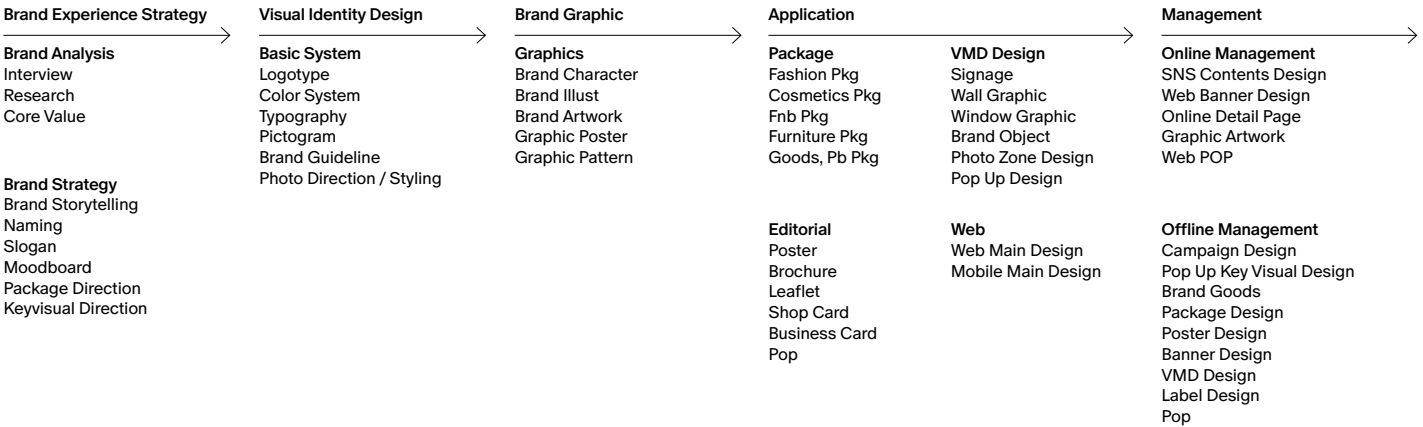 Brand Experience Strategy
Brand Analysis
Interview
Research
Core Value
Brand Strategy
Brand Storytelling
Naming
Slogan
Moodboard
Package Direction
Keyvisual Direction
Visual Identity Design
Basic System
Logotype
Color System
Typography
Pictogram
Brand Guideline
Photo Direction / Styling
Brand Graphic
Graphics
Brand Character
Brand Illust
Brand Artwork
Graphic Poster
Graphic Pattern
Application
Package
Fashion Pkg
Cosmetics Pkg
Fnb Pkg
Furniture Pkg
Goods, Pb Pkg
Editorial
Poster
Brochure
Leaflet
Shop Card
Business Card
Pop
VMD Design
Signage
Wall Graphic
Window Graphic
Brand Object
Photo Zone Design
Pop Up Design
Web
Web Main Design
Mobile Main Design
Management
Online Management
SNS Contents Design
Web Banner Design
Online Detail Page
Graphic Artwork
Web POP
Offline Management
Campaign Design
Pop Up Key Visual Design
Brand Goods
Package Design
Poster Design
Banner Design
VMD Design
Label Design
Pop